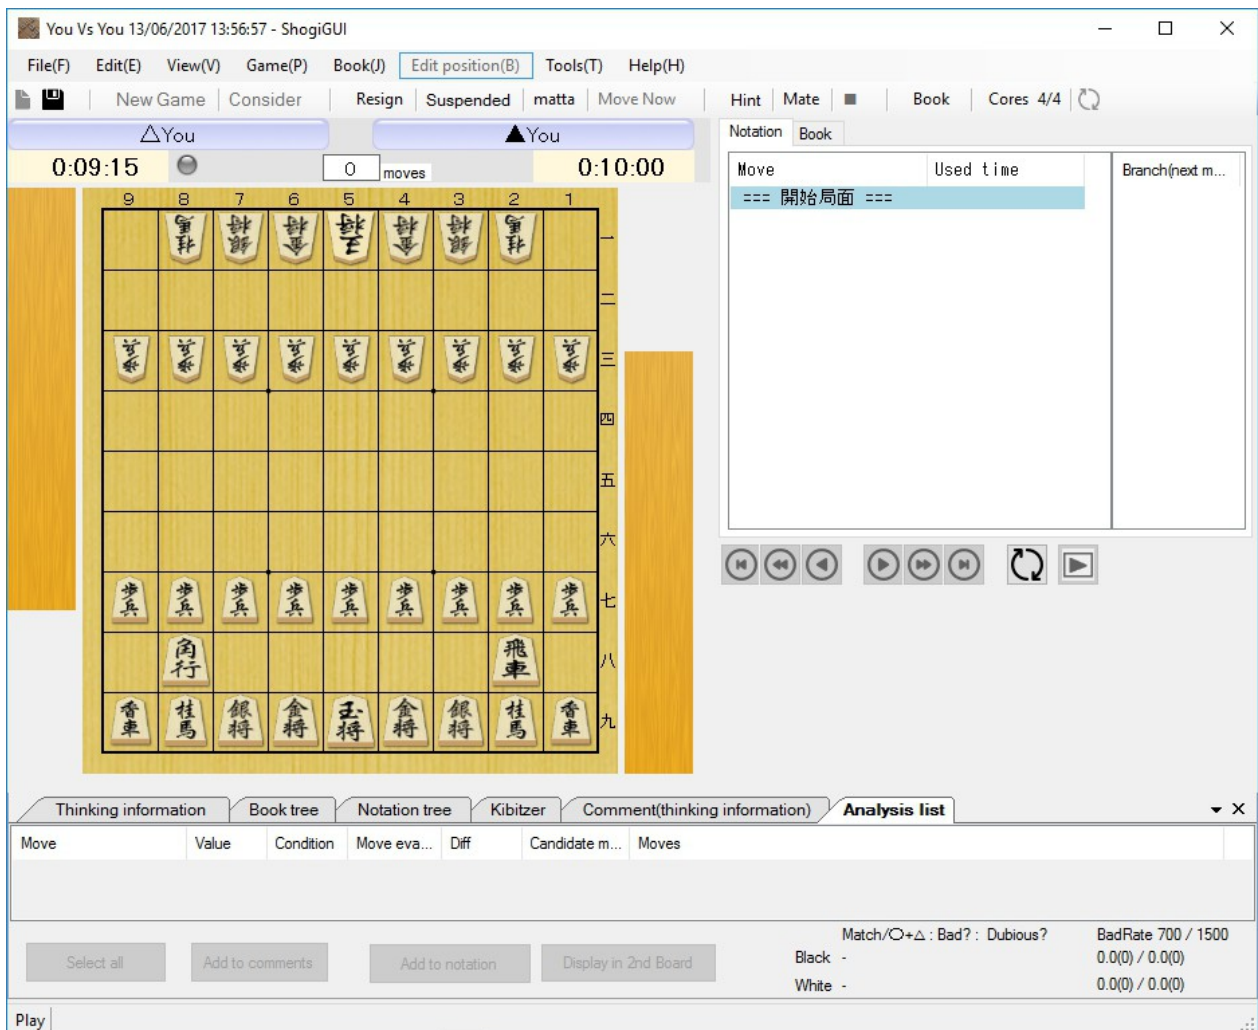 You Vs You 13/06/2017 13:56:57 - ShogiGUI
File(F) Edit(E) View(V) Game(P) Book(J) Edit position(B) Tools(T) Help(H)
New Game Consider Resign Suspended matta Move Now Hint Mate Book Cores 4/4
△You ▲You
0:09:15 0 moves 0:10:00
Notation Book
Move Used time Branch(next m...
=== 開始局面 ===
9 8 7 6 5 4 3 2 1
桂馬 銀将 金将 王将 金将 銀将 桂馬 一
二
歩兵 歩兵 歩兵 歩兵 歩兵 歩兵 歩兵 歩兵 歩兵 三
四
五
六
歩兵 歩兵 歩兵 歩兵 歩兵 歩兵 歩兵 歩兵 歩兵 七
角行 飛車 八
香車 桂馬 銀将 金将 玉将 金将 銀将 桂馬 香車 九
Thinking information Book tree Notation tree Kibitzer Comment(thinking information) Analysis list
Move Value Condition Move eva... Diff Candidate m... Moves
Match/○+△ : Bad? : Dubious? BadRate 700 / 1500
Select all Add to comments Add to notation Display in 2nd Board
Black - 0.0(0) / 0.0(0)
White - 0.0(0) / 0.0(0)
Play